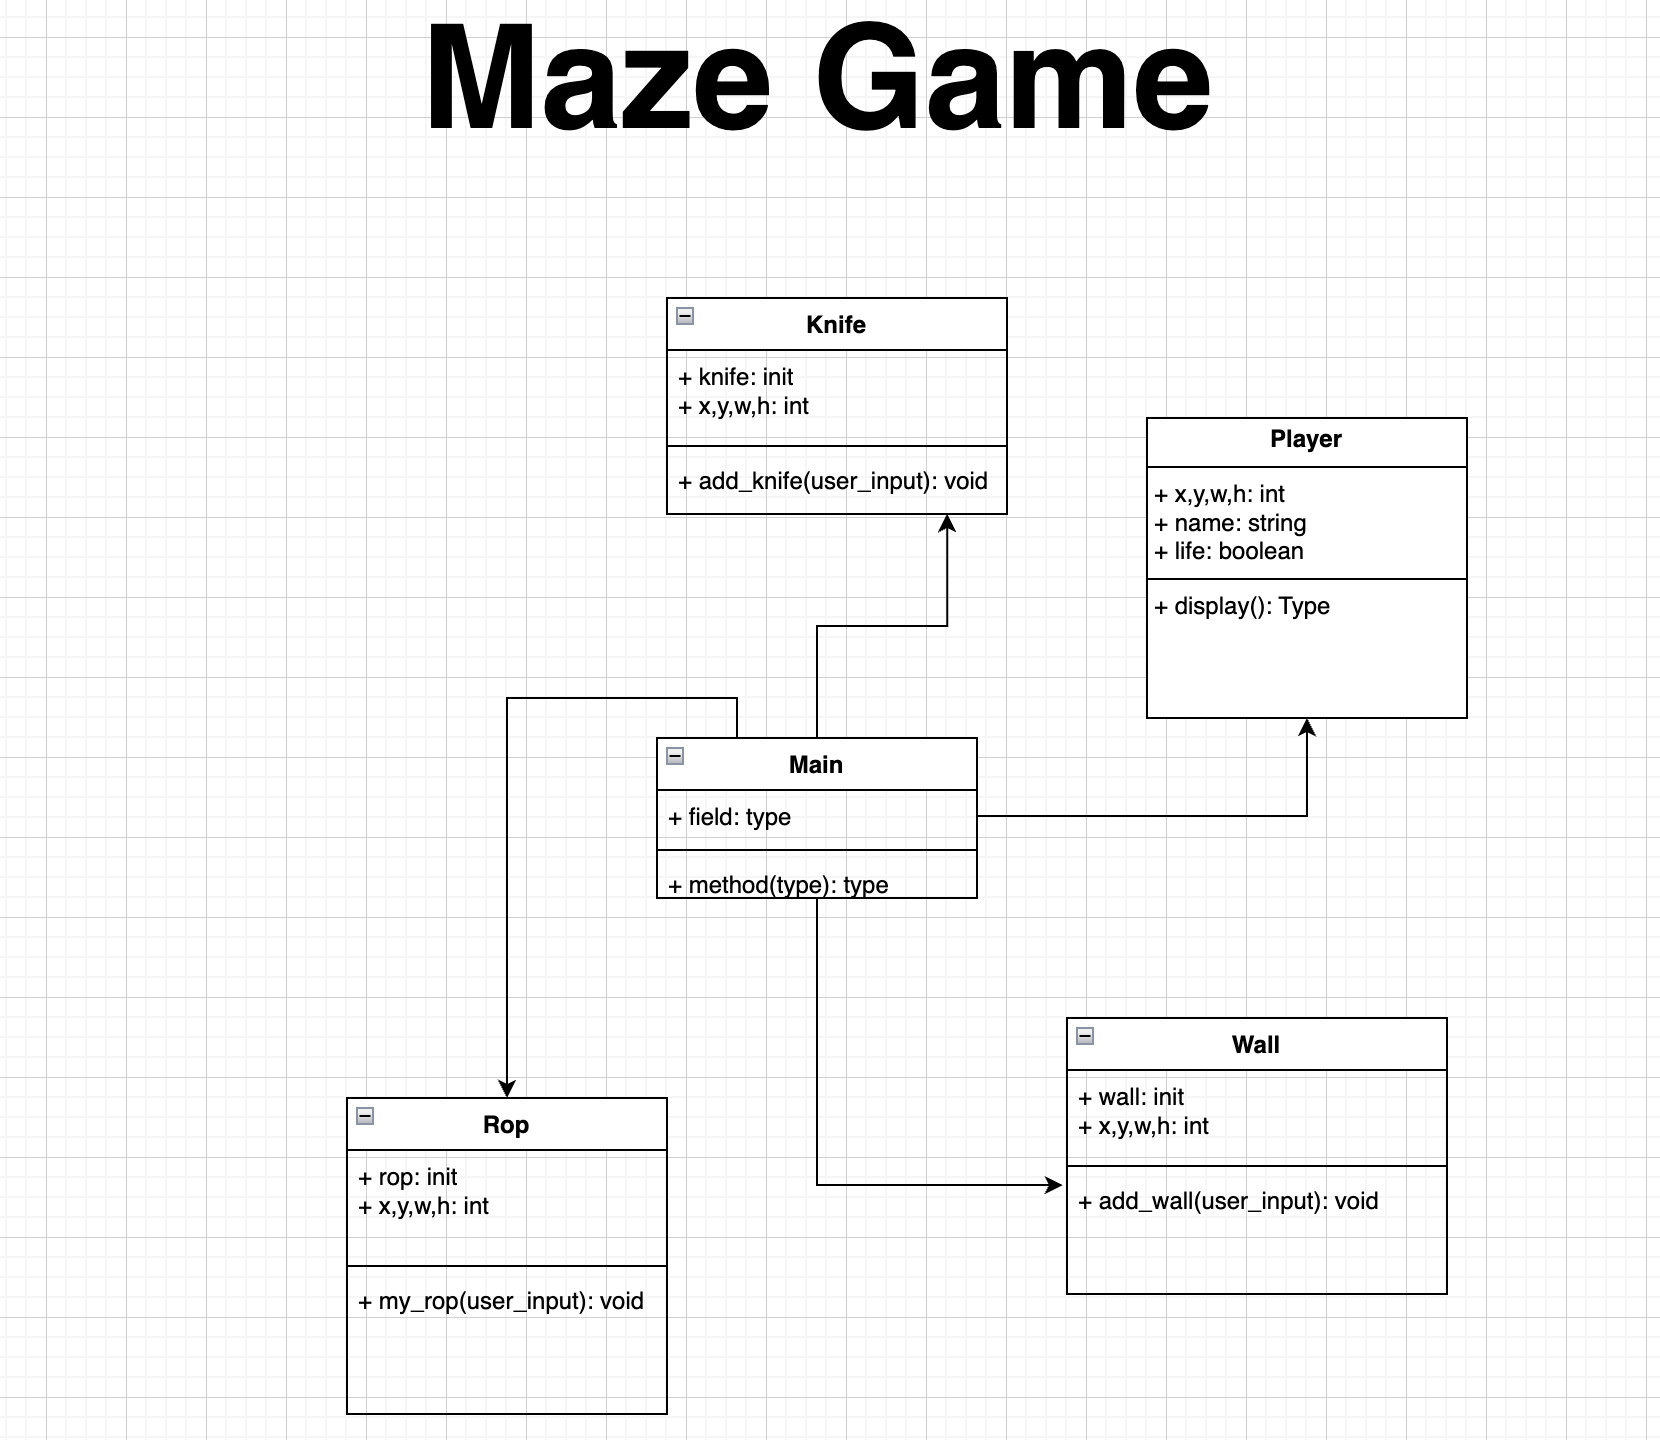 Maze Game
Knife
+ knife: init
+ x,y,w,h: int
+ add_knife(user_input): void
Player
+ x,y,w,h: int
+ name: string
+ life: boolean
+ display(): Type
Main
+ field: type
+ method(type): type
Wall
+ wall: init
+ x,y,w,h: int
+ add_wall(user_input): void
Rop
+ rop: init
+ x,y,w,h: int
+ my_rop(user_input): void